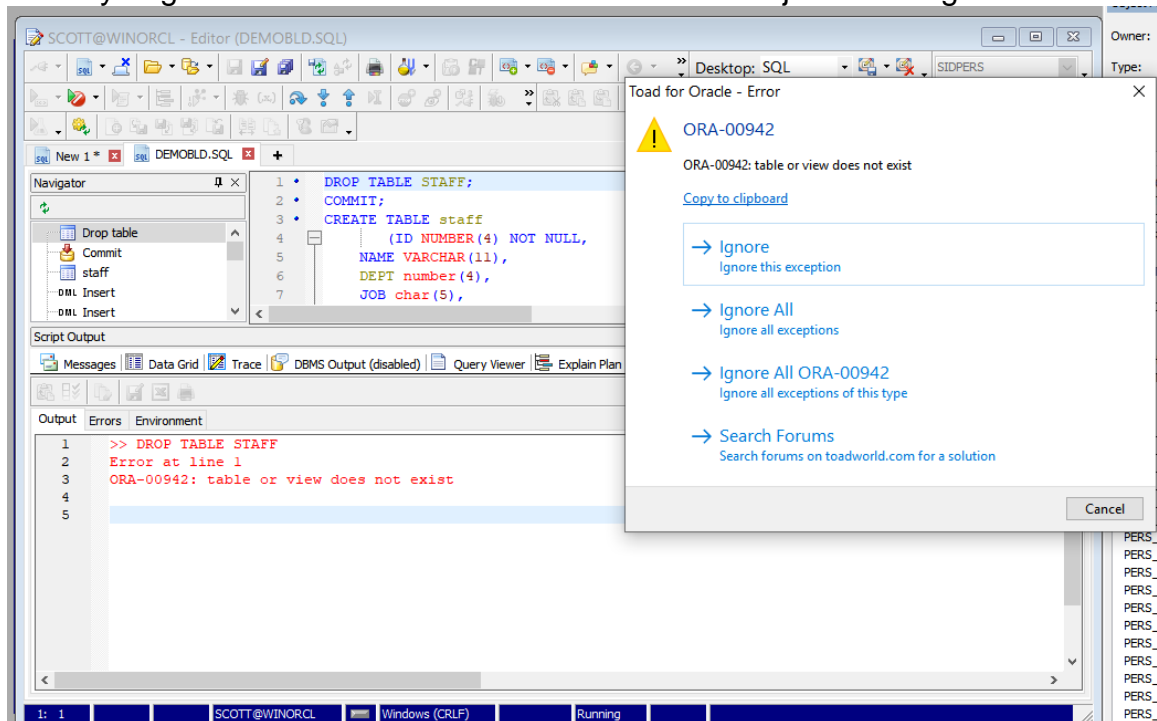 SCOTT@WINORCL - Editor (DEMOBLD.SQL)
Desktop: SQL
SIDPERS
New 1 *
DEMOBLD.SQL
Navigator
Drop table
Commit
staff
DML Insert
DML Insert
1 DROP TABLE STAFF;
2 COMMIT;
3 CREATE TABLE staff
4 (ID NUMBER(4) NOT NULL,
5 NAME VARCHAR(11),
6 DEPT number(4),
7 JOB char(5),
Script Output
Messages Data Grid Trace DBMS Output (disabled) Query Viewer Explain Plan
Output Errors Environment
1 >> DROP TABLE STAFF
2 Error at line 1
3 ORA-00942: table or view does not exist
4
5
1: 1 SCOTT@WINORCL Windows (CRLF) Running
Toad for Oracle - Error
ORA-00942
ORA-00942: table or view does not exist
Copy to clipboard
Ignore
Ignore this exception
Ignore All
Ignore all exceptions
Ignore All ORA-00942
Ignore all exceptions of this type
Search Forums
Search forums on toadworld.com for a solution
Cancel
Owner:
Type:
PERS_
PERS_
PERS_
PERS_
PERS_
PERS_
PERS_
PERS_
PERS_
PERS_
PERS_